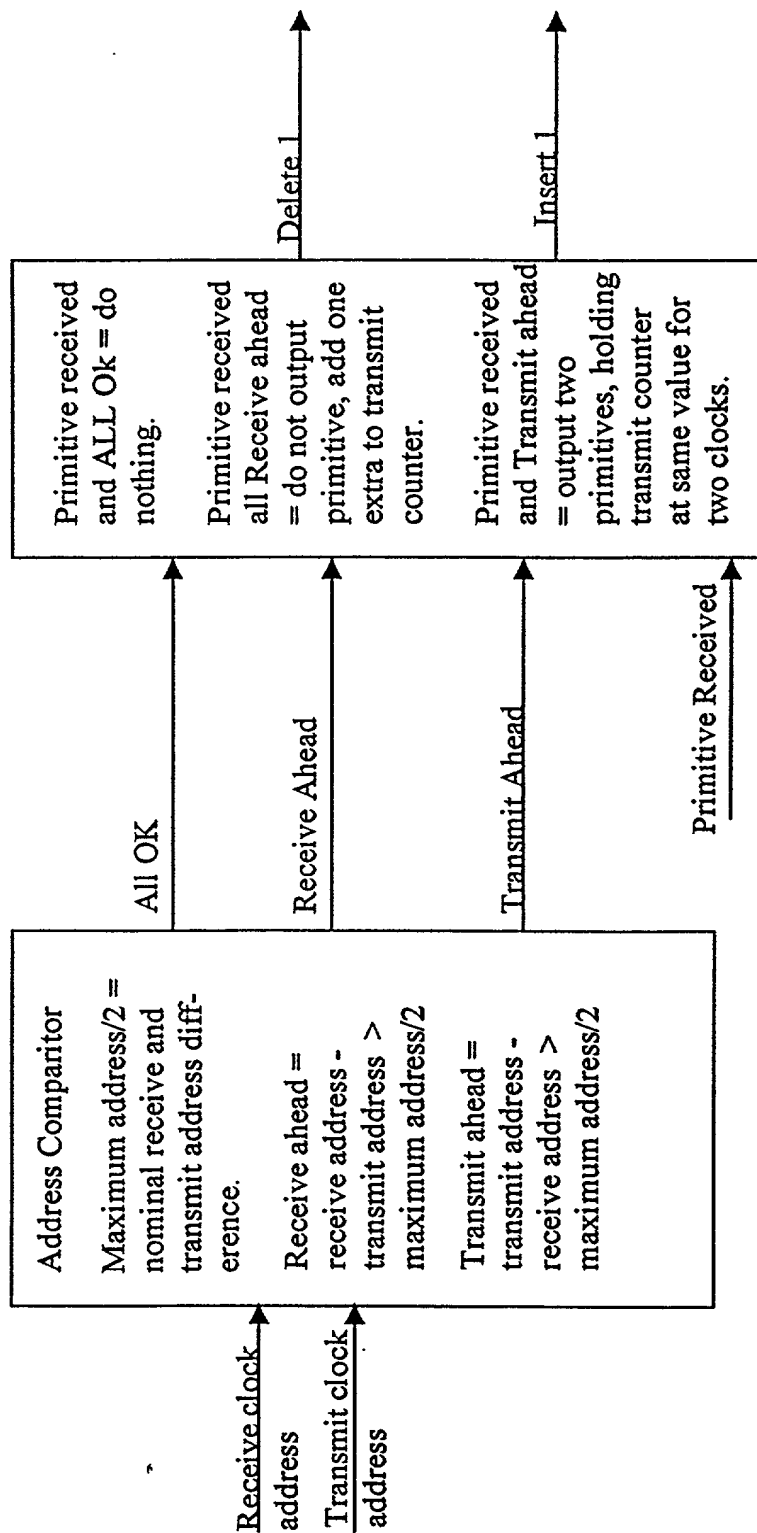 Receive clock
address
Transmit clock
address
Address Comparitor
Maximum address/2 =
nominal receive and
transmit address diff-
erence.
Receive ahead =
receive address -
transmit address >
maximum address/2
Transmit ahead =
transmit address -
receive address >
maximum address/2
All OK
Receive Ahead
Transmit Ahead
Primitive Received
Primitive received
and ALL Ok = do
nothing.
Primitive received
all Receive ahead
= do not output
primitive, add one
extra to transmit
counter.
Primitive received
and Transmit ahead
= output two
primitives, holding
transmit counter
at same value for
two clocks.
Delete 1
Insert 1